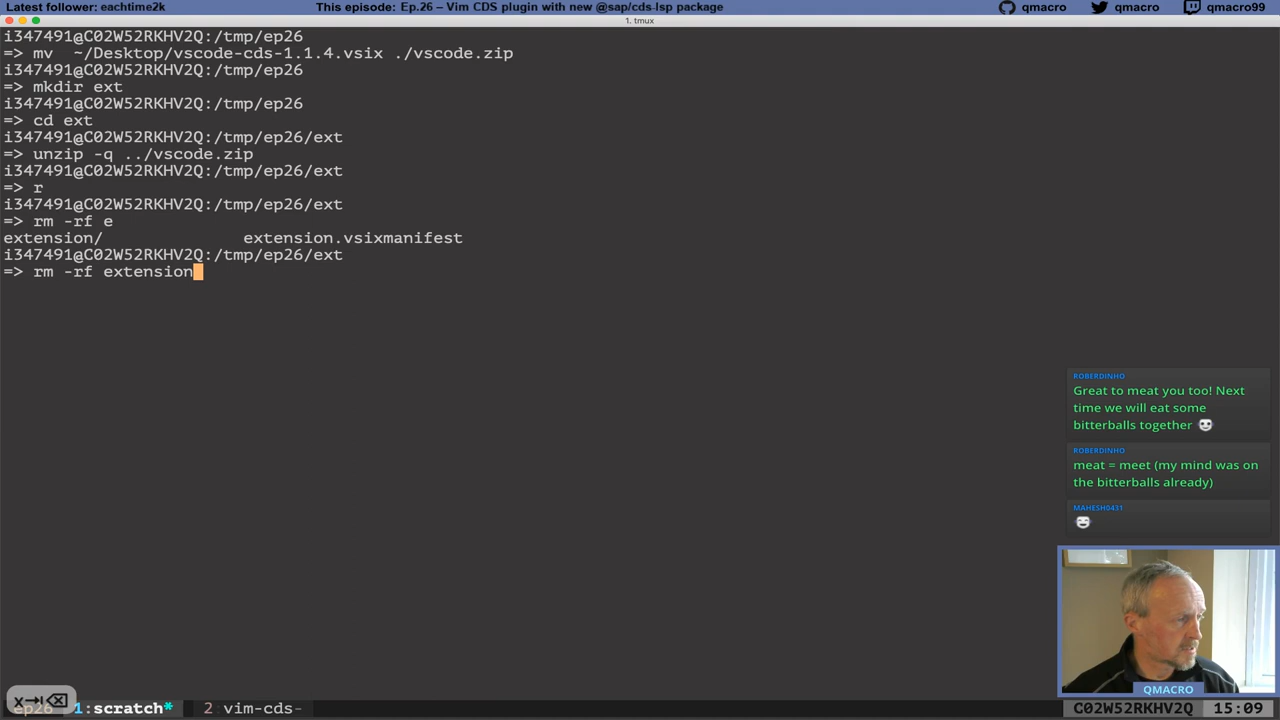 Latest follower: eachtime2k
This episode: Ep.26 – Vim CDS plugin with new @sap/cds-lsp package
qmacro
qmacro
qmacro99
1. tmux
i347491@C02W52RKHV2Q:/tmp/ep26
=> mv  ~/Desktop/vscode-cds-1.1.4.vsix ./vscode.zip
i347491@C02W52RKHV2Q:/tmp/ep26
=> mkdir ext
i347491@C02W52RKHV2Q:/tmp/ep26
=> cd ext
i347491@C02W52RKHV2Q:/tmp/ep26/ext
=> unzip -q ../vscode.zip
i347491@C02W52RKHV2Q:/tmp/ep26/ext
=> r
i347491@C02W52RKHV2Q:/tmp/ep26/ext
=> rm -rf e
extension/ extension.vsixmanifest
i347491@C02W52RKHV2Q:/tmp/ep26/ext
=> rm -rf extension
ROBERDINHO
Great to meat you too! Next
time we will eat some
bitterballs together
ROBERDINHO
meat = meet (my mind was on
the bitterballs already)
MAHESH0431
QMACRO
x⇥⌫
ep26 1:scratch* 2 vim-cds-
C02W52RKHV2Q 15:09